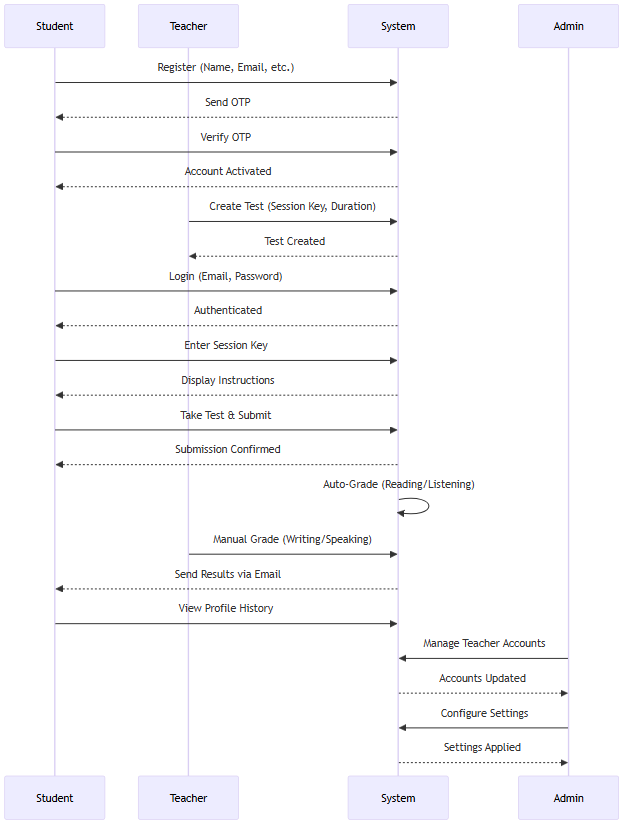 Student Teacher System Admin
Register (Name, Email, etc.)
Send OTP
Verify OTP
Account Activated
Create Test (Session Key, Duration)
Test Created
Login (Email, Password)
Authenticated
Enter Session Key
Display Instructions
Take Test & Submit
Submission Confirmed
Auto-Grade (Reading/Listening)
Manual Grade (Writing/Speaking)
Send Results via Email
View Profile History
Manage Teacher Accounts
Accounts Updated
Configure Settings
Settings Applied
Student Teacher System Admin